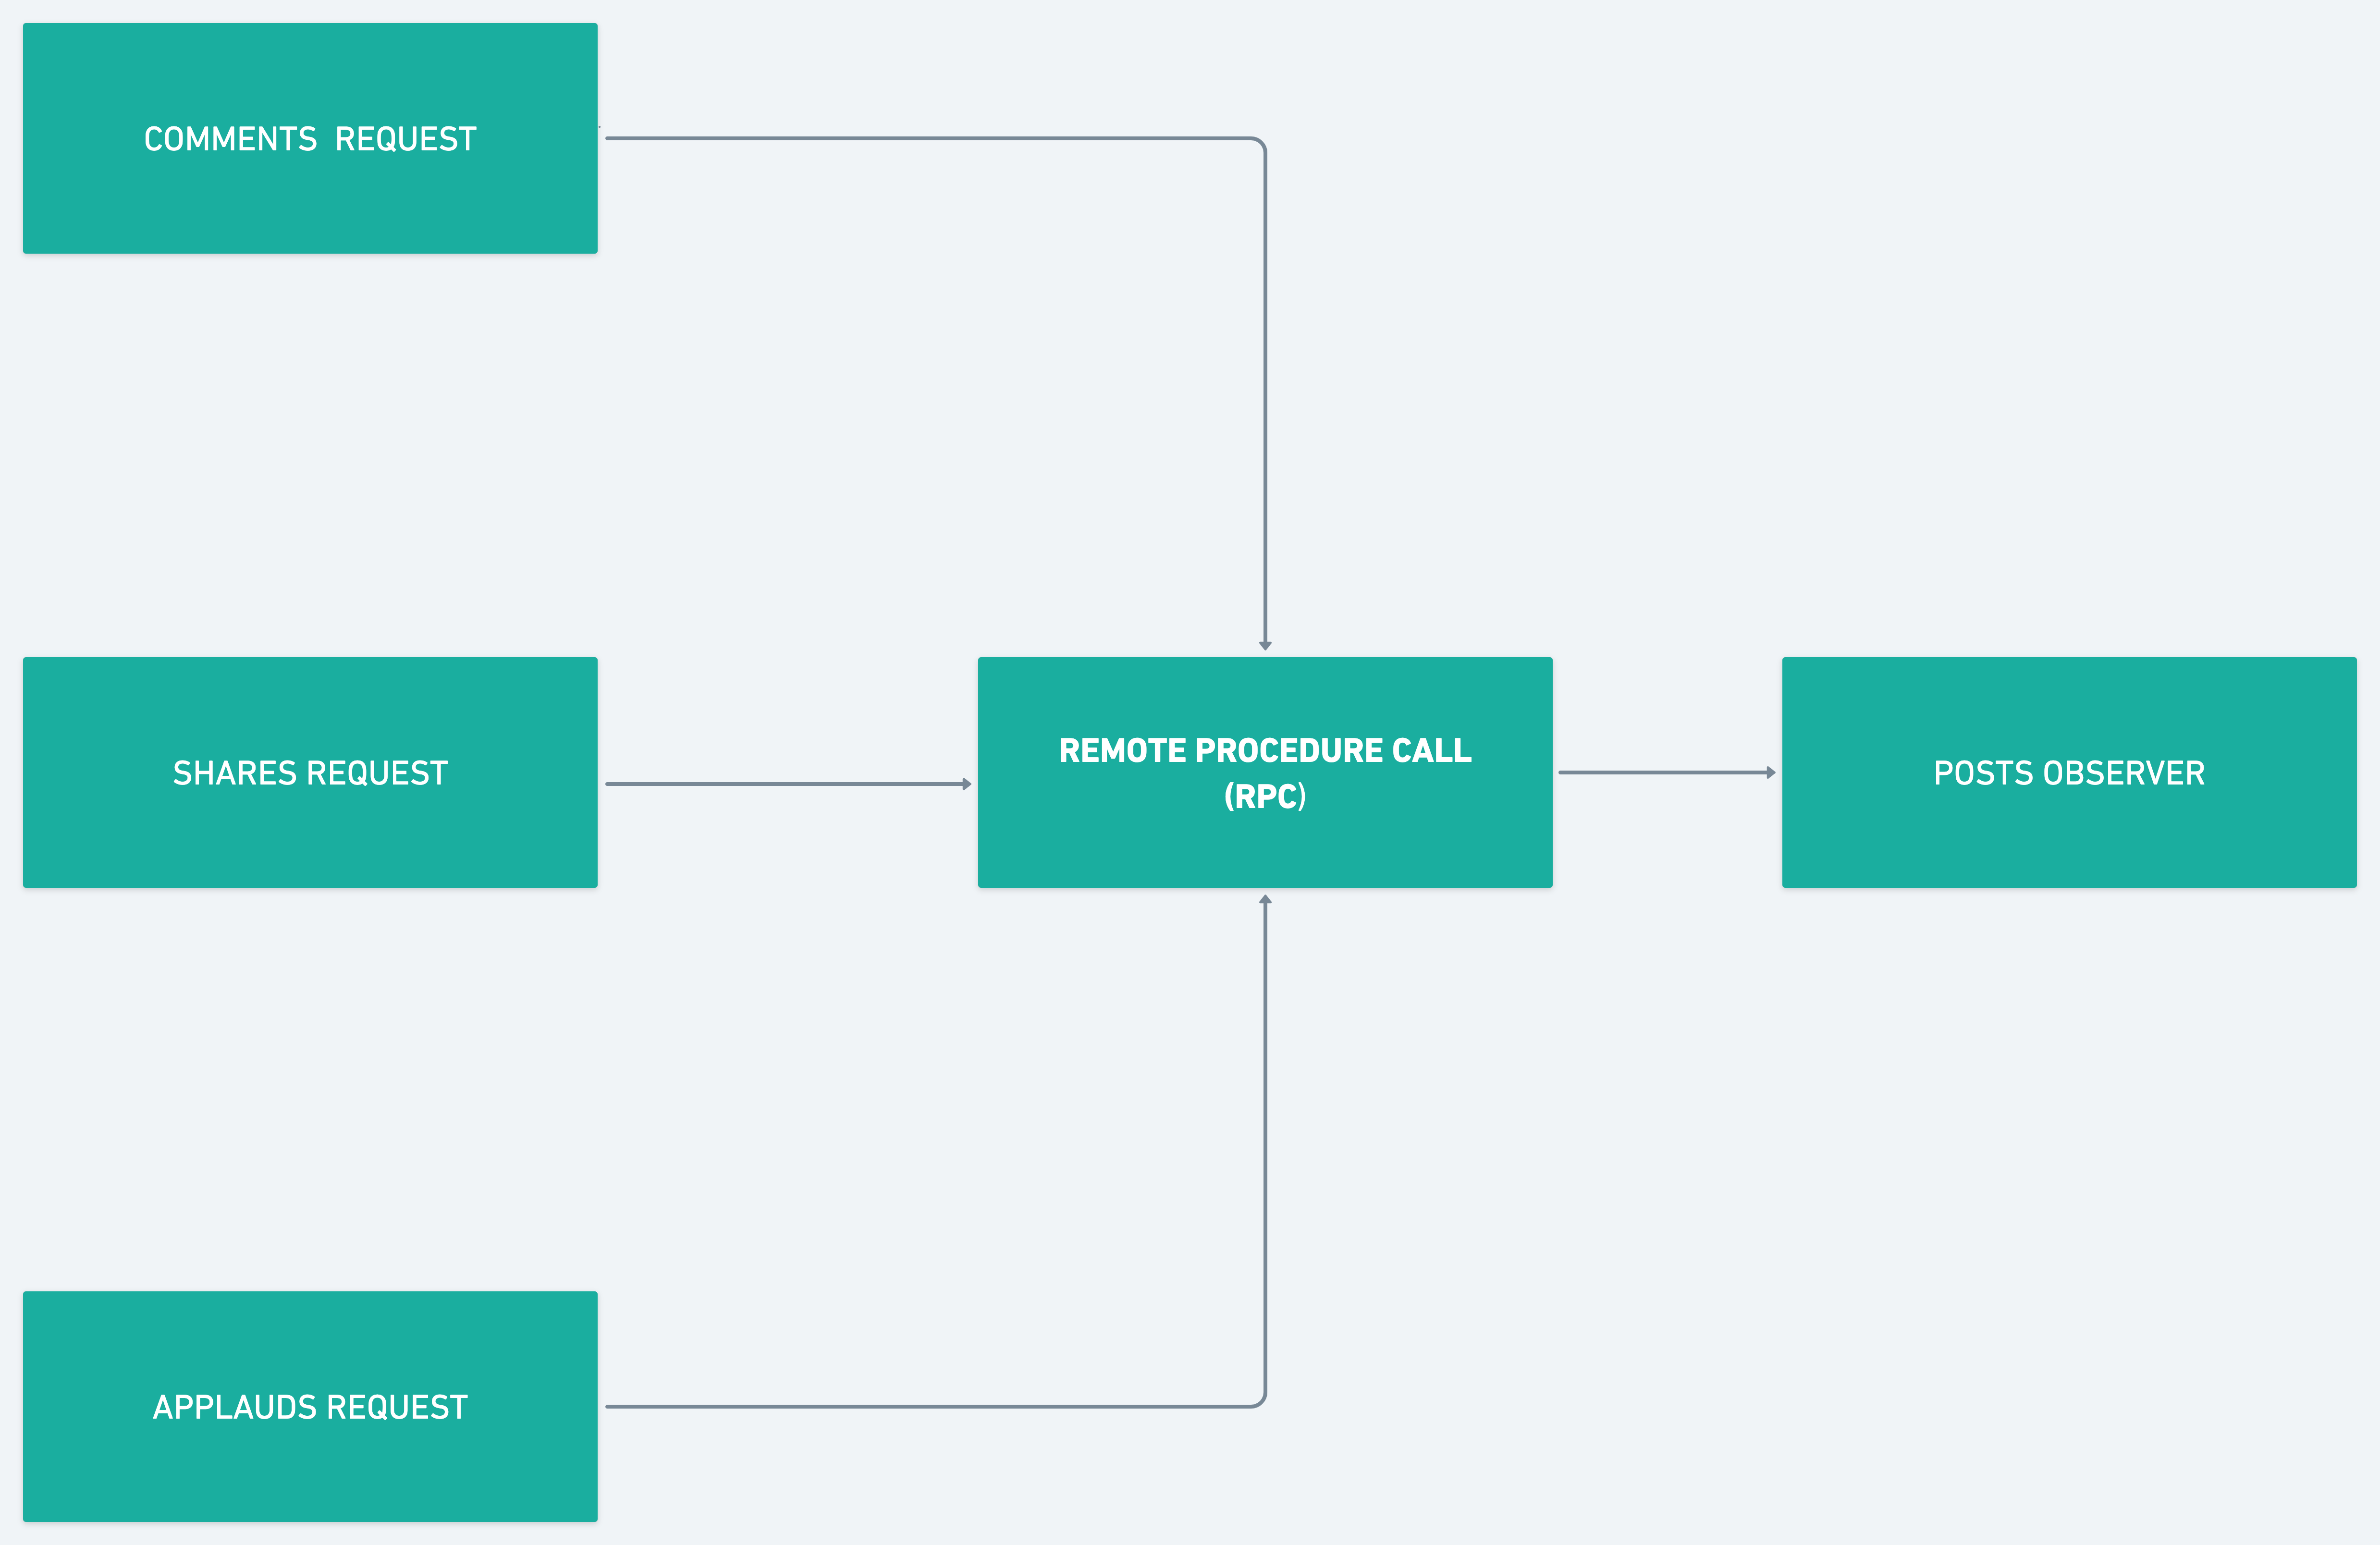 COMMENTS  REQUEST
SHARES REQUEST
REMOTE PROCEDURE CALL
(RPC)
POSTS OBSERVER
APPLAUDS REQUEST